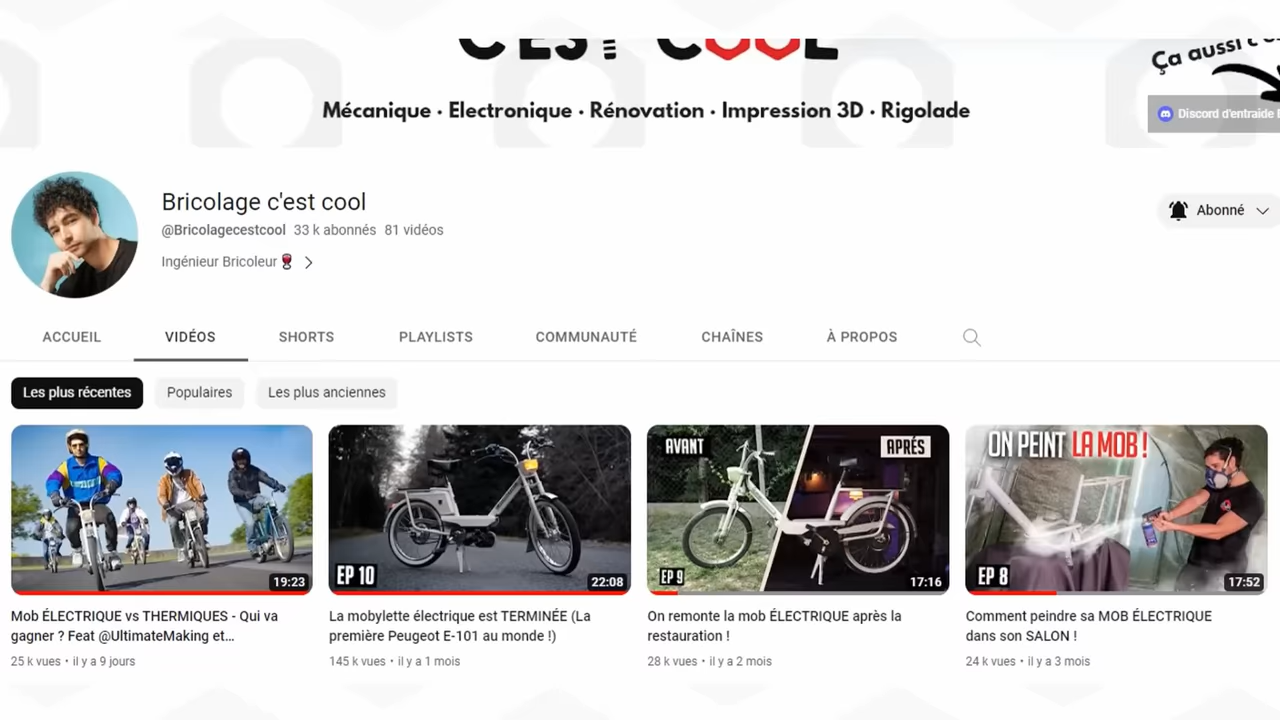 C'EST COOL
Ça aussi c'e
Mécanique · Electronique · Rénovation · Impression 3D · Rigolade
Discord d'entraide
Bricolage c'est cool
@Bricolagecestcool 33 k abonnés 81 vidéos
Ingénieur Bricoleur
Abonné
ACCUEIL VIDÉOS SHORTS PLAYLISTS COMMUNAUTÉ CHAÎNES À PROPOS
Les plus récentes Populaires Les plus anciennes
19:23
EP 10
22:08
AVANT
APRÉS
EP 9
17:16
ON PEINT LA MOB !
EP 8
17:52
Mob ÉLECTRIQUE vs THERMIQUES - Qui va
gagner ? Feat @UltimateMaking et...
25 k vues • il y a 9 jours
La mobylette électrique est TERMINÉE (La
première Peugeot E-101 au monde !)
145 k vues • il y a 1 mois
On remonte la mob ÉLECTRIQUE après la
restauration !
28 k vues • il y a 2 mois
Comment peindre sa MOB ÉLECTRIQUE
dans son SALON !
24 k vues • il y a 3 mois